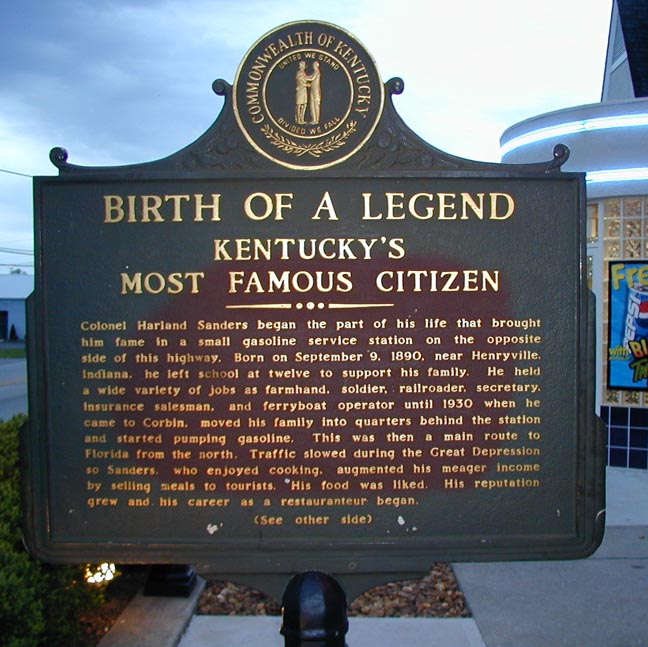 COMMONWEALTH OF KENTUCKY
UNITED WE STAND
DIVIDED WE FALL
BIRTH OF A LEGEND
KENTUCKY'S
MOST FAMOUS CITIZEN
Colonel Harland Sanders began the part of his life that brought
him fame in a small gasoline service station on the opposite
side of this highway. Born on September 9, 1890, near Henryville,
Indiana, he left school at twelve to support his family. He held
a wide variety of jobs as farmhand, soldier, railroader, secretary,
insurance salesman, and ferryboat operator until 1930 when he
came to Corbin, moved his family into quarters behind the station
and started pumping gasoline. This was then a main route to
Florida from the north. Traffic slowed during the Great Depression
so Sanders, who enjoyed cooking, augmented his meager income
by selling meals to tourists. His food was liked. His reputation
grew and his career as a restauranteur began.
(See other side)
PEPSI
with